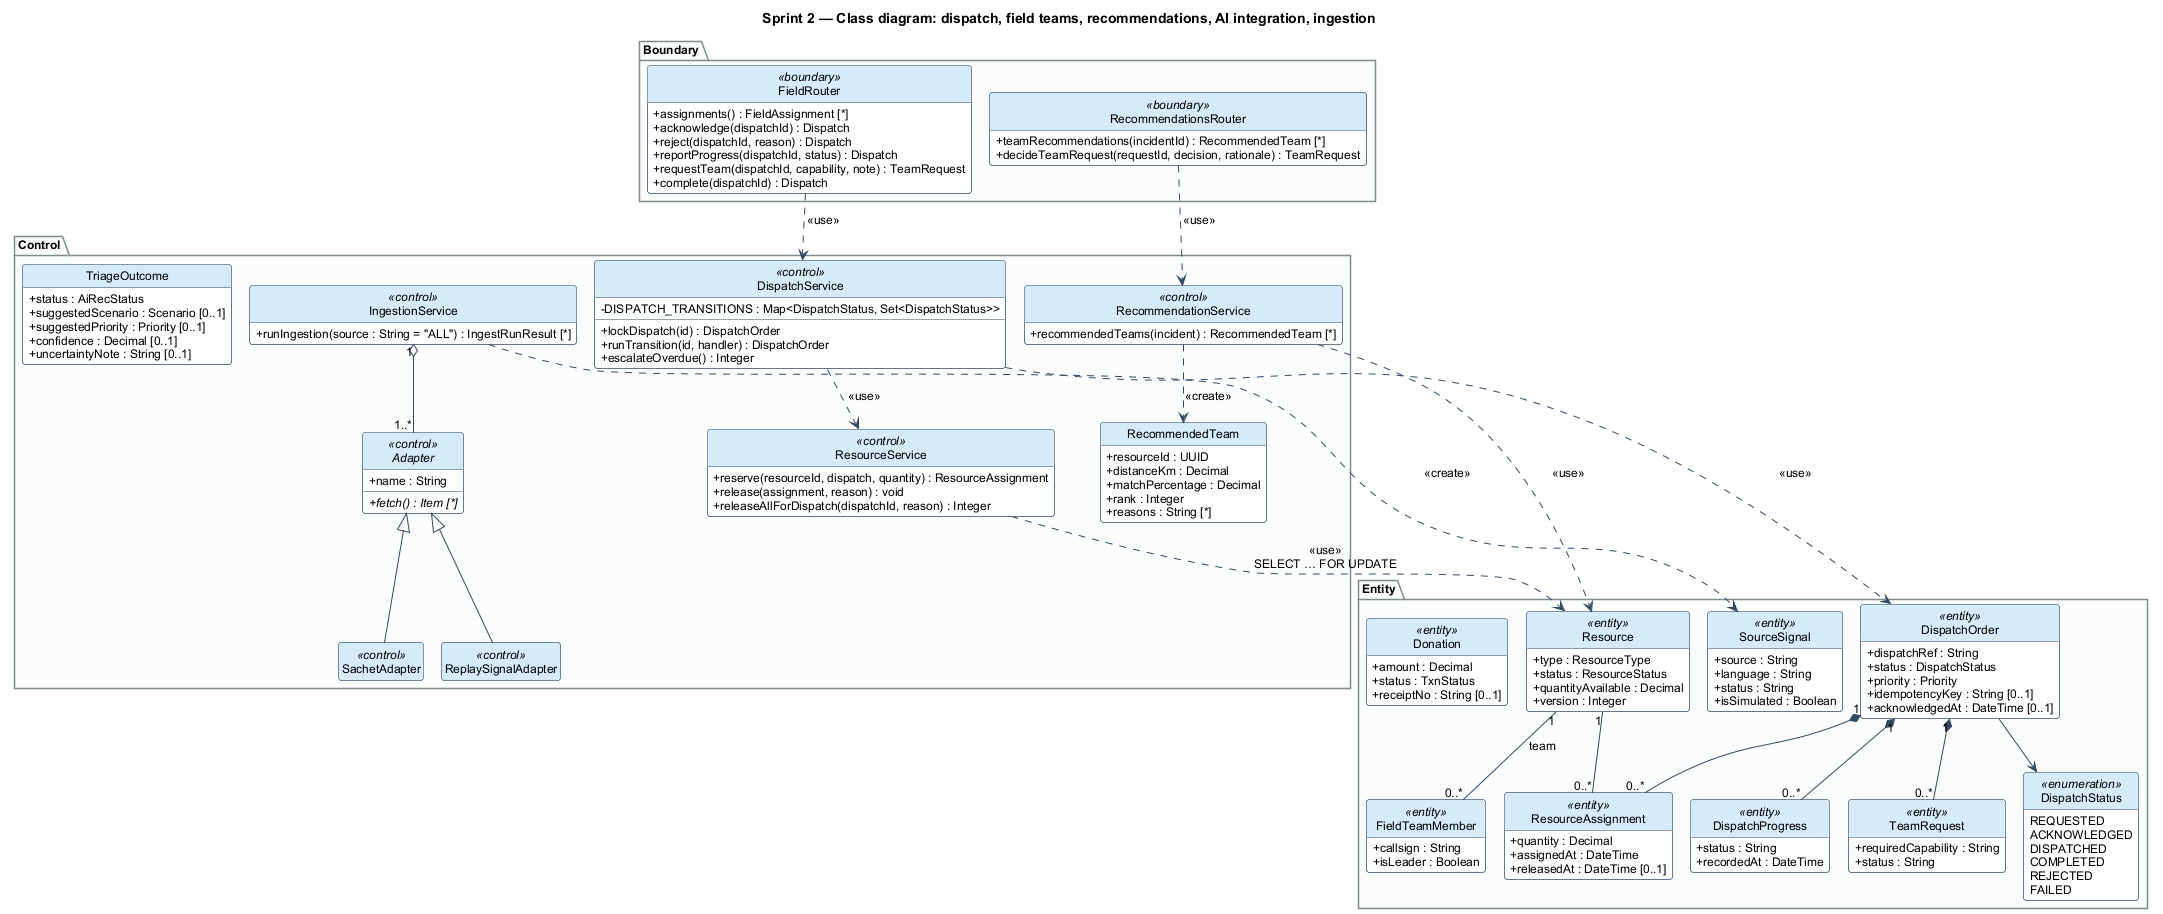 Sprint 2 — Class diagram: dispatch, field teams, recommendations, AI integration, ingestion
Boundary
«boundary»
FieldRouter
+assignments() : FieldAssignment [*]
+acknowledge(dispatchId) : Dispatch
+reject(dispatchId, reason) : Dispatch
+reportProgress(dispatchId, status) : Dispatch
+requestTeam(dispatchId, capability, note) : TeamRequest
+complete(dispatchId) : Dispatch
«boundary»
RecommendationsRouter
+teamRecommendations(incidentId) : RecommendedTeam [*]
+decideTeamRequest(requestId, decision, rationale) : TeamRequest
«use»
«use»
Control
TriageOutcome
+status : AiRecStatus
+suggestedScenario : Scenario [0..1]
+suggestedPriority : Priority [0..1]
+confidence : Decimal [0..1]
+uncertaintyNote : String [0..1]
«control»
IngestionService
+runIngestion(source : String = "ALL") : IngestRunResult [*]
«control»
DispatchService
-DISPATCH_TRANSITIONS : Map<DispatchStatus, Set<DispatchStatus>>
+lockDispatch(id) : DispatchOrder
+runTransition(id, handler) : DispatchOrder
+escalateOverdue() : Integer
«control»
RecommendationService
+recommendedTeams(incident) : RecommendedTeam [*]
1
1..*
«use»
«create»
«create»
«use»
«use»
«control»
Adapter
+name : String
+fetch() : Item [*]
«control»
ResourceService
+reserve(resourceId, dispatch, quantity) : ResourceAssignment
+release(assignment, reason) : void
+releaseAllForDispatch(dispatchId, reason) : Integer
RecommendedTeam
+resourceId : UUID
+distanceKm : Decimal
+matchPercentage : Decimal
+rank : Integer
+reasons : String [*]
«use»
SELECT … FOR UPDATE
«control»
SachetAdapter
«control»
ReplaySignalAdapter
Entity
«entity»
Donation
+amount : Decimal
+status : TxnStatus
+receiptNo : String [0..1]
«entity»
Resource
+type : ResourceType
+status : ResourceStatus
+quantityAvailable : Decimal
+version : Integer
«entity»
SourceSignal
+source : String
+language : String
+status : String
+isSimulated : Boolean
«entity»
DispatchOrder
+dispatchRef : String
+status : DispatchStatus
+priority : Priority
+idempotencyKey : String [0..1]
+acknowledgedAt : DateTime [0..1]
1
1
1
1
team
0..*
0..*
0..*
0..*
0..*
«entity»
FieldTeamMember
+callsign : String
+isLeader : Boolean
«entity»
ResourceAssignment
+quantity : Decimal
+assignedAt : DateTime
+releasedAt : DateTime [0..1]
«entity»
DispatchProgress
+status : String
+recordedAt : DateTime
«entity»
TeamRequest
+requiredCapability : String
+status : String
«enumeration»
DispatchStatus
REQUESTED
ACKNOWLEDGED
DISPATCHED
COMPLETED
REJECTED
FAILED